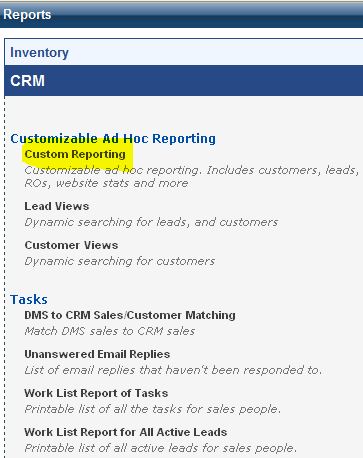 Reports
Inventory
CRM
Customizable Ad Hoc Reporting
Custom Reporting
Customizable ad hoc reporting. Includes customers, leads,
ROs, website stats and more
Lead Views
Dynamic searching for leads, and customers
Customer Views
Dynamic searching for customers
Tasks
DMS to CRM Sales/Customer Matching
Match DMS sales to CRM sales
Unanswered Email Replies
List of email replies that haven't been responded to.
Work List Report of Tasks
Printable list of all the tasks for sales people.
Work List Report for All Active Leads
Printable list of all active leads for sales people.